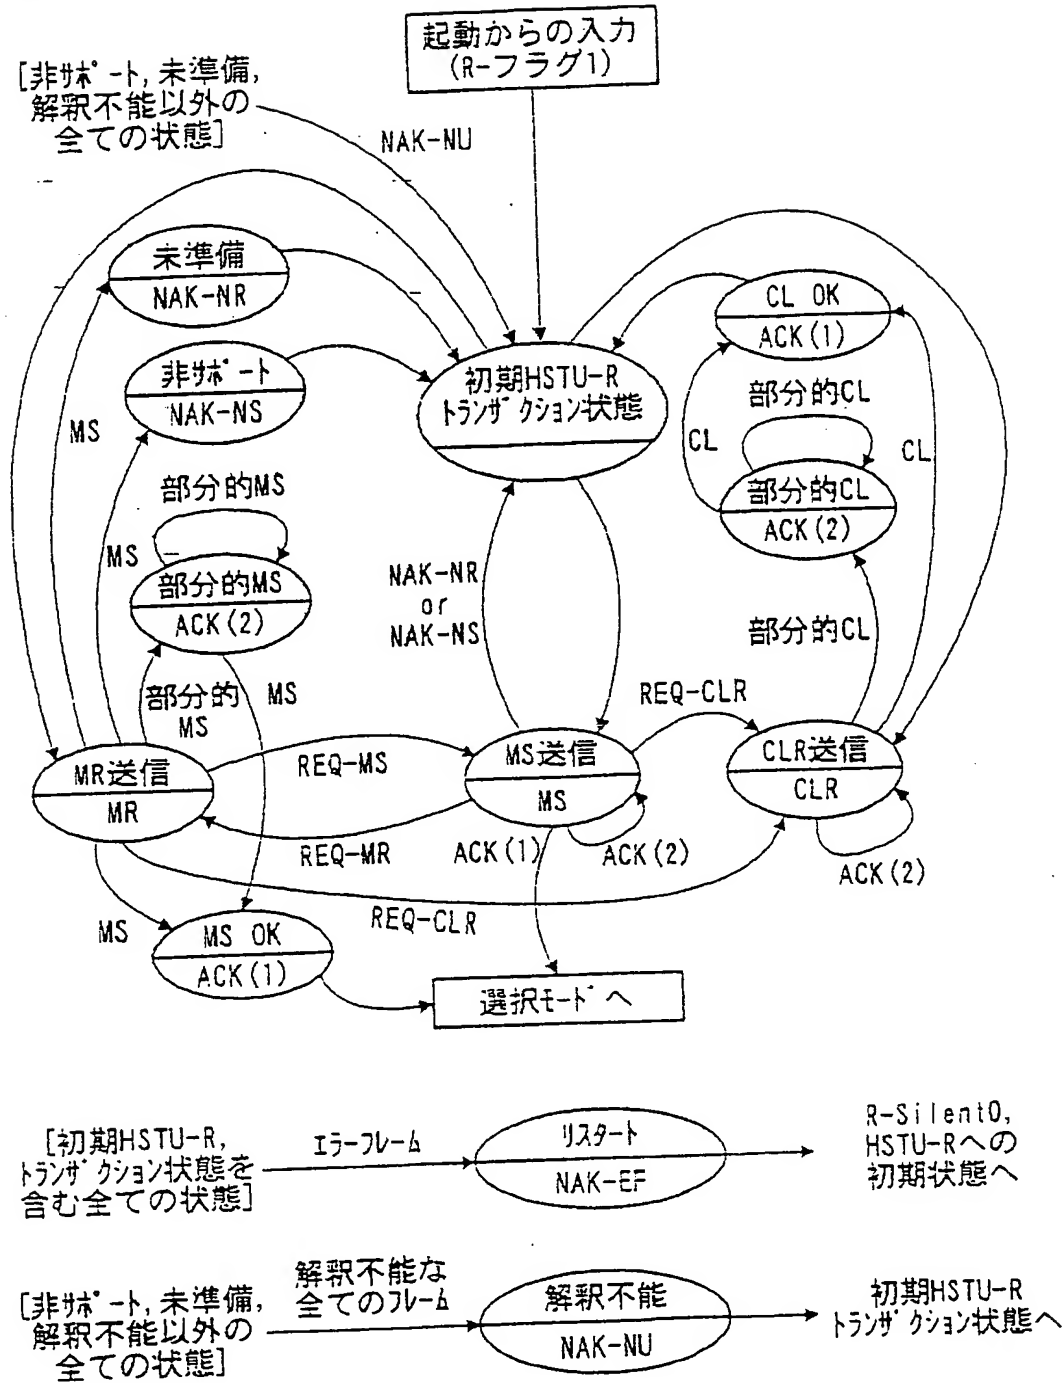 起動からの入力
(R-フラグ1)
[非サポート, 未準備,
解釈不能以外の
全ての状態]
NAK-NU
未準備
NAK-NR
CL OK
ACK(1)
非サポート
NAK-NS
初期HSTU-R
トランザクション状態
部分的CL
MS
CL
CL
部分的CL
ACK(2)
部分的MS
MS
部分的MS
ACK(2)
NAK-NR
or
NAK-NS
部分的CL
部分的
MS
MS
REQ-CLR
MR送信
MR
REQ-MS
MS送信
MS
CLR送信
CLR
REQ-MR
ACK(1)
ACK(2)
ACK(2)
REQ-CLR
MS
MS OK
ACK(1)
選択モードへ
[初期HSTU-R,
トランザクション状態を
含む全ての状態]
エラーフレーム
リスタート
NAK-EF
R-Silent0,
HSTU-Rへの
初期状態へ
[非サポート, 未準備,
解釈不能以外の
全ての状態]
解釈不能な
全てのフレーム
解釈不能
NAK-NU
初期HSTU-R
トランザクション状態へ